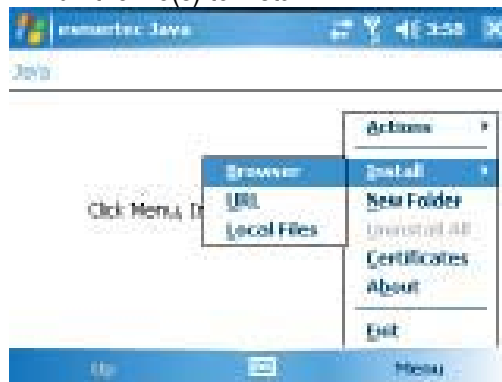 esmertec Java 3:58
Java
Actions
Browser Install
URL New Folder
Click Menu, Uninstall All
Local Files Certificates
About
Exit
Up Menu